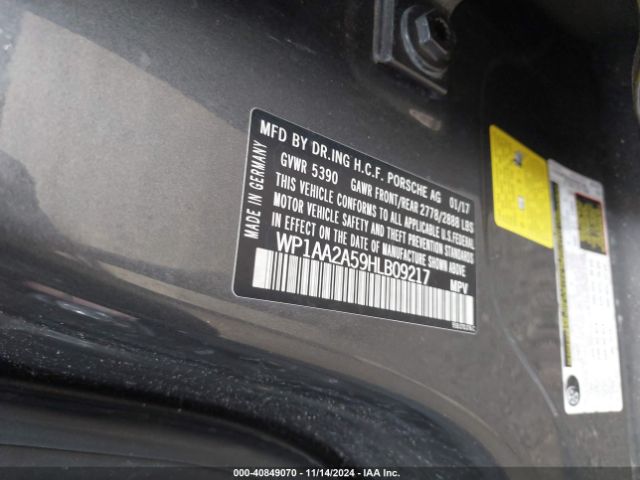 MFD BY DR.ING H.C.F. PORSCHE AG 01/17
GVWR 5390 GAWR FRONT/REAR 2778/2888 LBS
THIS VEHICLE CONFORMS TO ALL APPLICABLE U.S.FEDERAL
MOTOR VEHICLE SAFETY AND THEFT PREVENTION STANDARDS
IN EFFECT ON THE DATE OF MANUFACTURE SHOWN ABOVE
WP1AA2A59HLB09217
MPV
MADE IN GERMANY
000-40849070 | 11/14/2024 | IAA Inc.